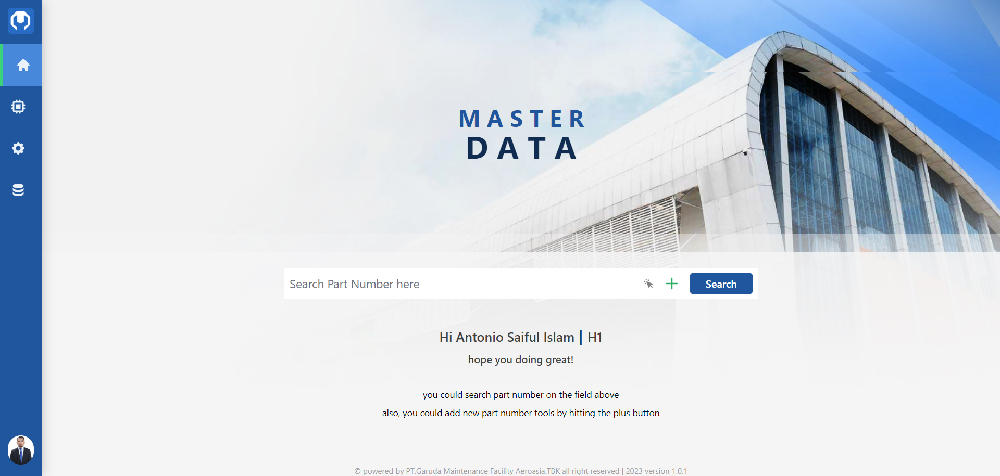 MASTER
DATA
Search Part Number here
Search
Hi Antonio Saiful Islam | H1
hope you doing great!
you could search part number on the field above
also, you could add new part number tools by hitting the plus button
© powered by PT.Garuda Maintenance Facility Aeroasia.TBK all right reserved | 2023 version 1.0.1